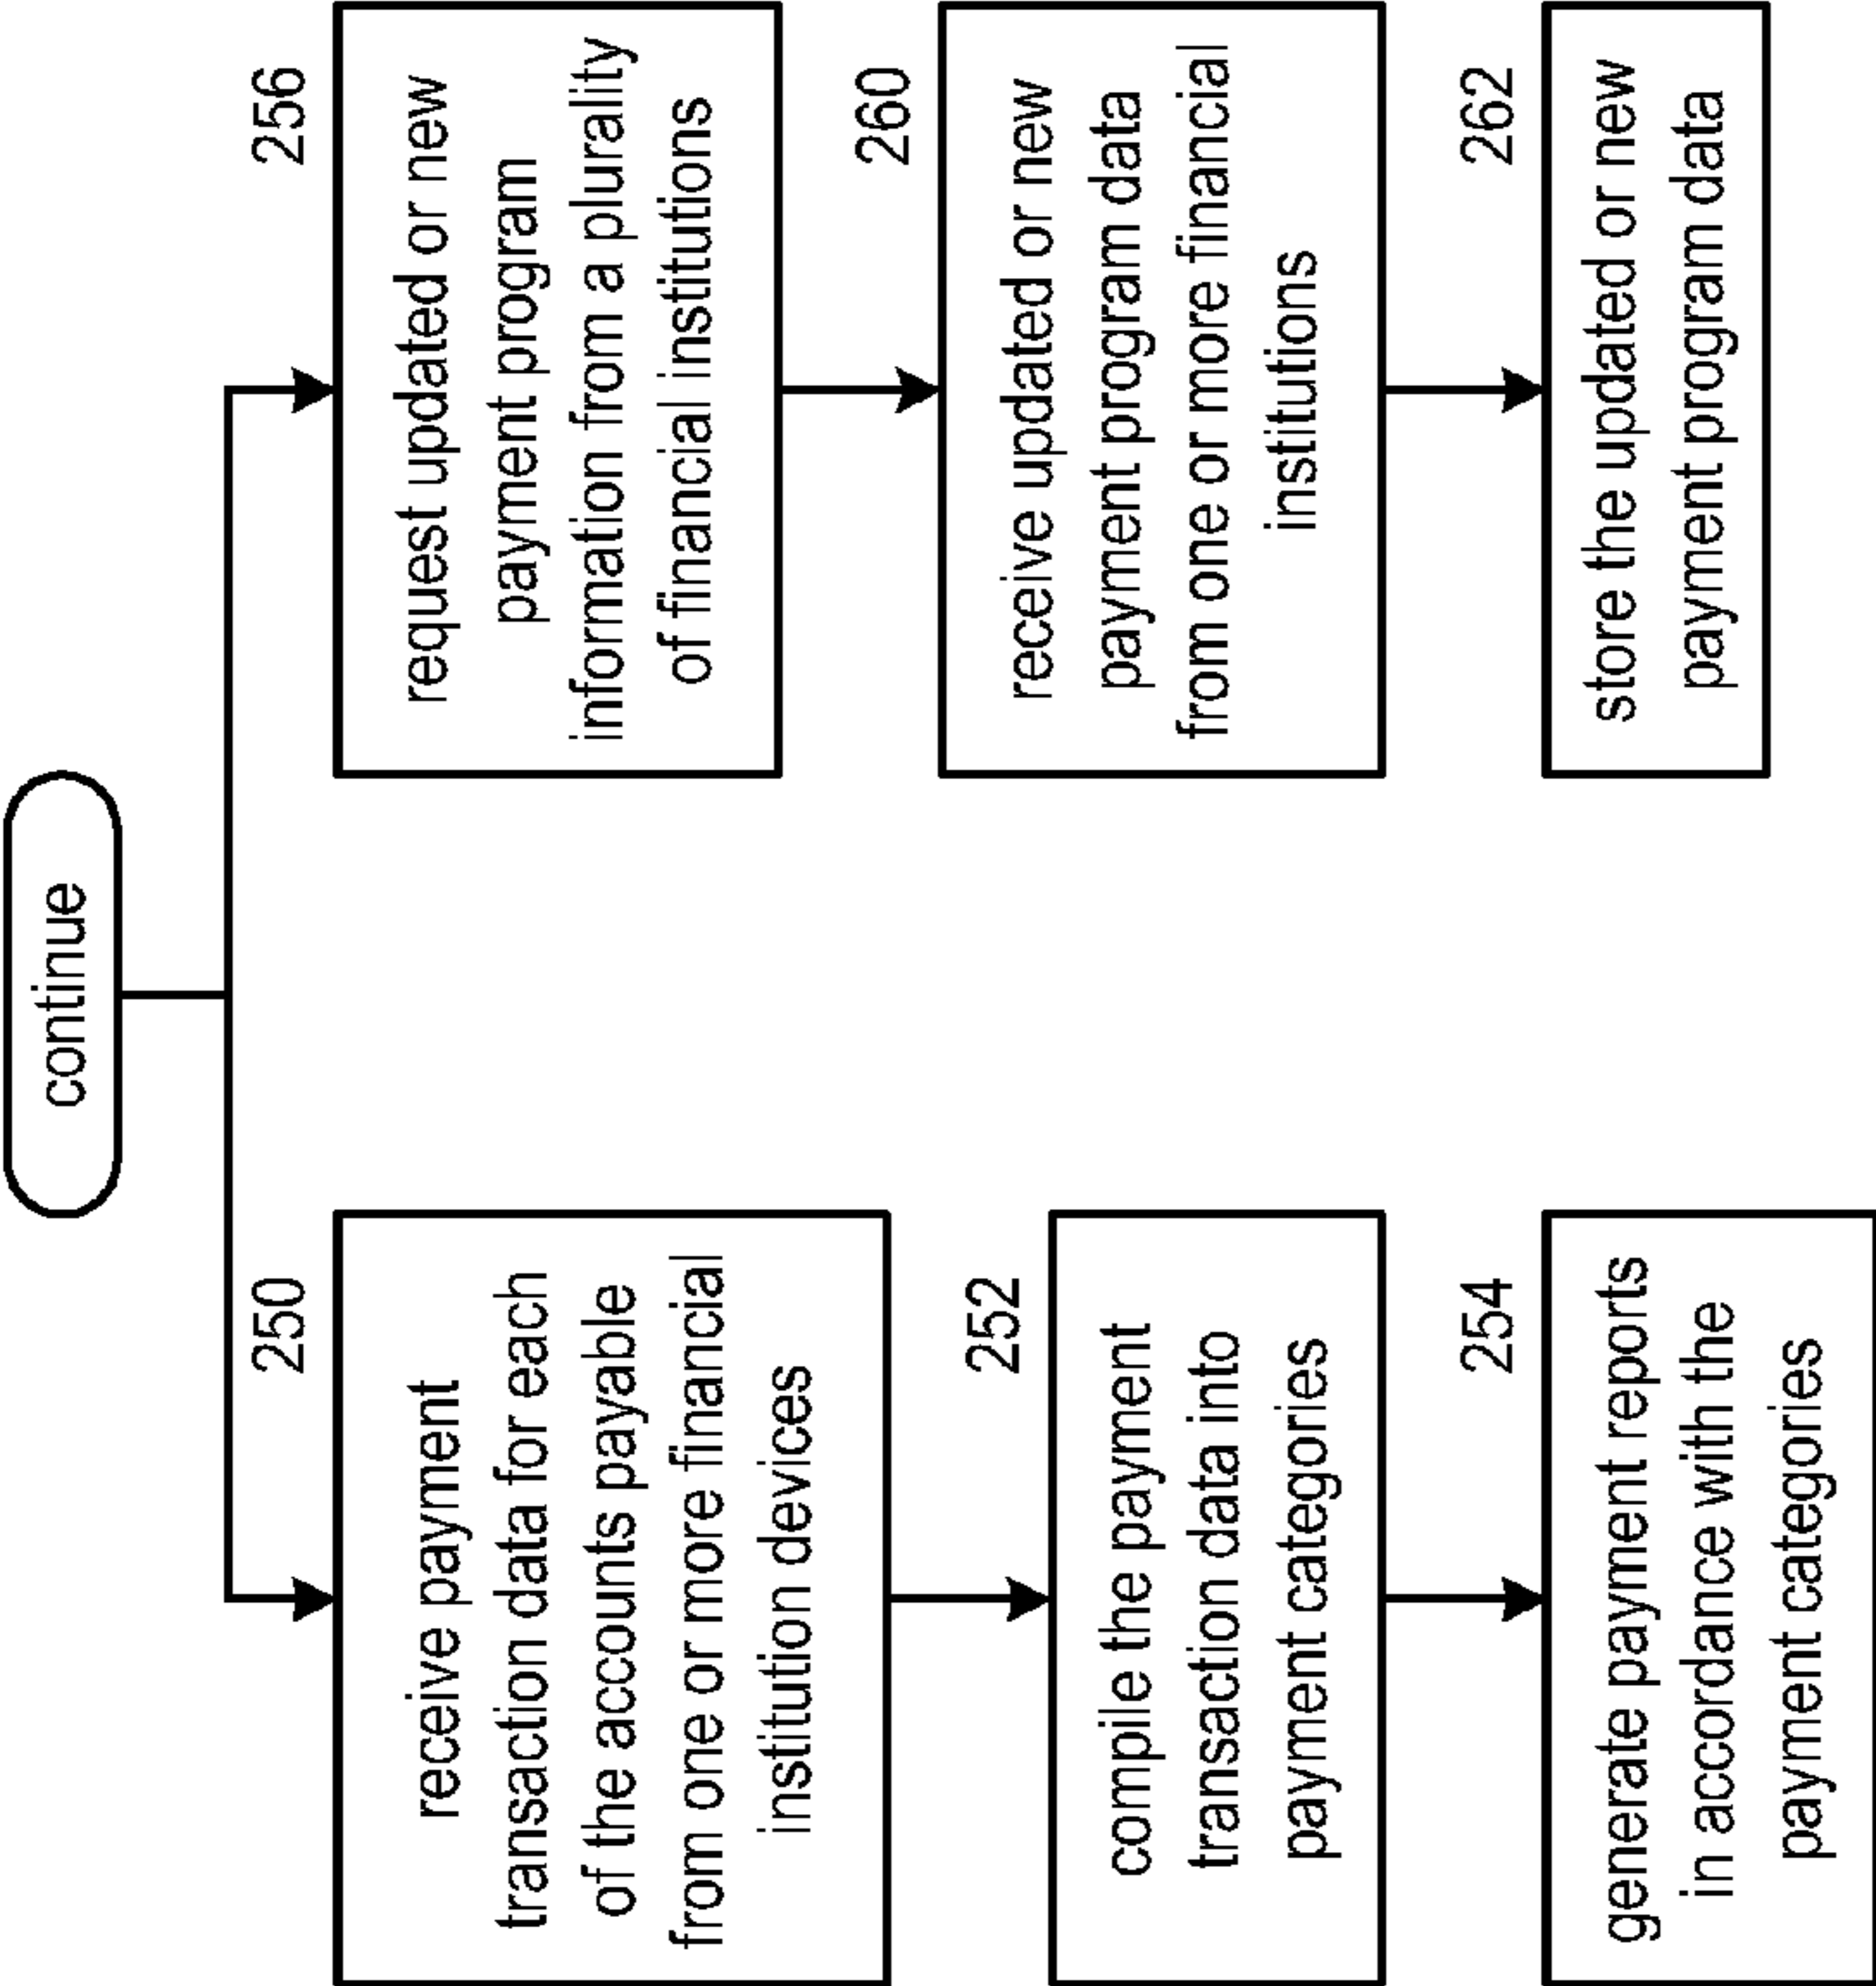 continue
250
receive payment
transaction data for each
of the accounts payable
from one or more financial
institution devices
252
compile the payment
transaction data into
payment categories
254
generate payment reports
in accordance with the
payment categories
256
request updated or new
payment program
information from a plurality
of financial institutions
260
receive updated or new
payment program data
from one or more financial
institutions
262
store the updated or new
payment program data